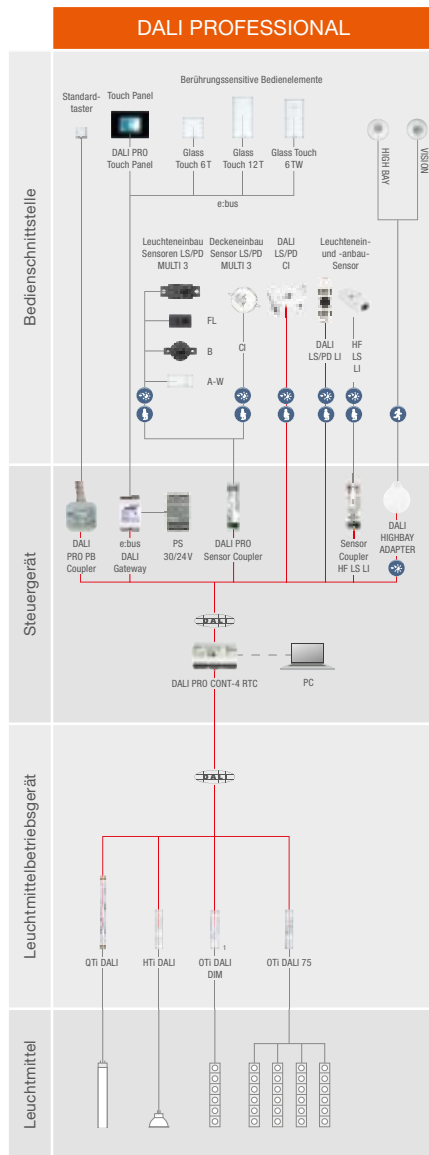 DALI PROFESSIONAL
Bedienschnittstelle
Berührungssensitive Bedienelemente
Standard-
taster
Touch Panel
DALI PRO
Touch Panel
Glass
Touch 6T
Glass
Touch 12T
Glass Touch
6TW
e:bus
HIGH BAY
VISION
Leuchteneinbau
Sensoren LS/PD
MULTI 3
Deckeneinbau
Sensor LS/PD
MULTI 3
DALI
LS/PD
CI
Leuchtenein-
und -anbau-
Sensor
FL
B
A-W
CI
DALI
LS/PD LI
HF
LS
LI
Steuergerät
DALI
PRO PB
Coupler
e:bus
DALI
Gateway
PS
30/24V
DALI PRO
Sensor Coupler
Sensor
Coupler
HF LS LI
DALI
HIGHBAY
ADAPTER
DALI
DALI PRO CONT-4 RTC
PC
Leuchtmittelbetriebsgerät
DALI
QTi DALI
HTi DALI
1
OTi DALI
DIM
OTi DALI 75
Leuchtmittel